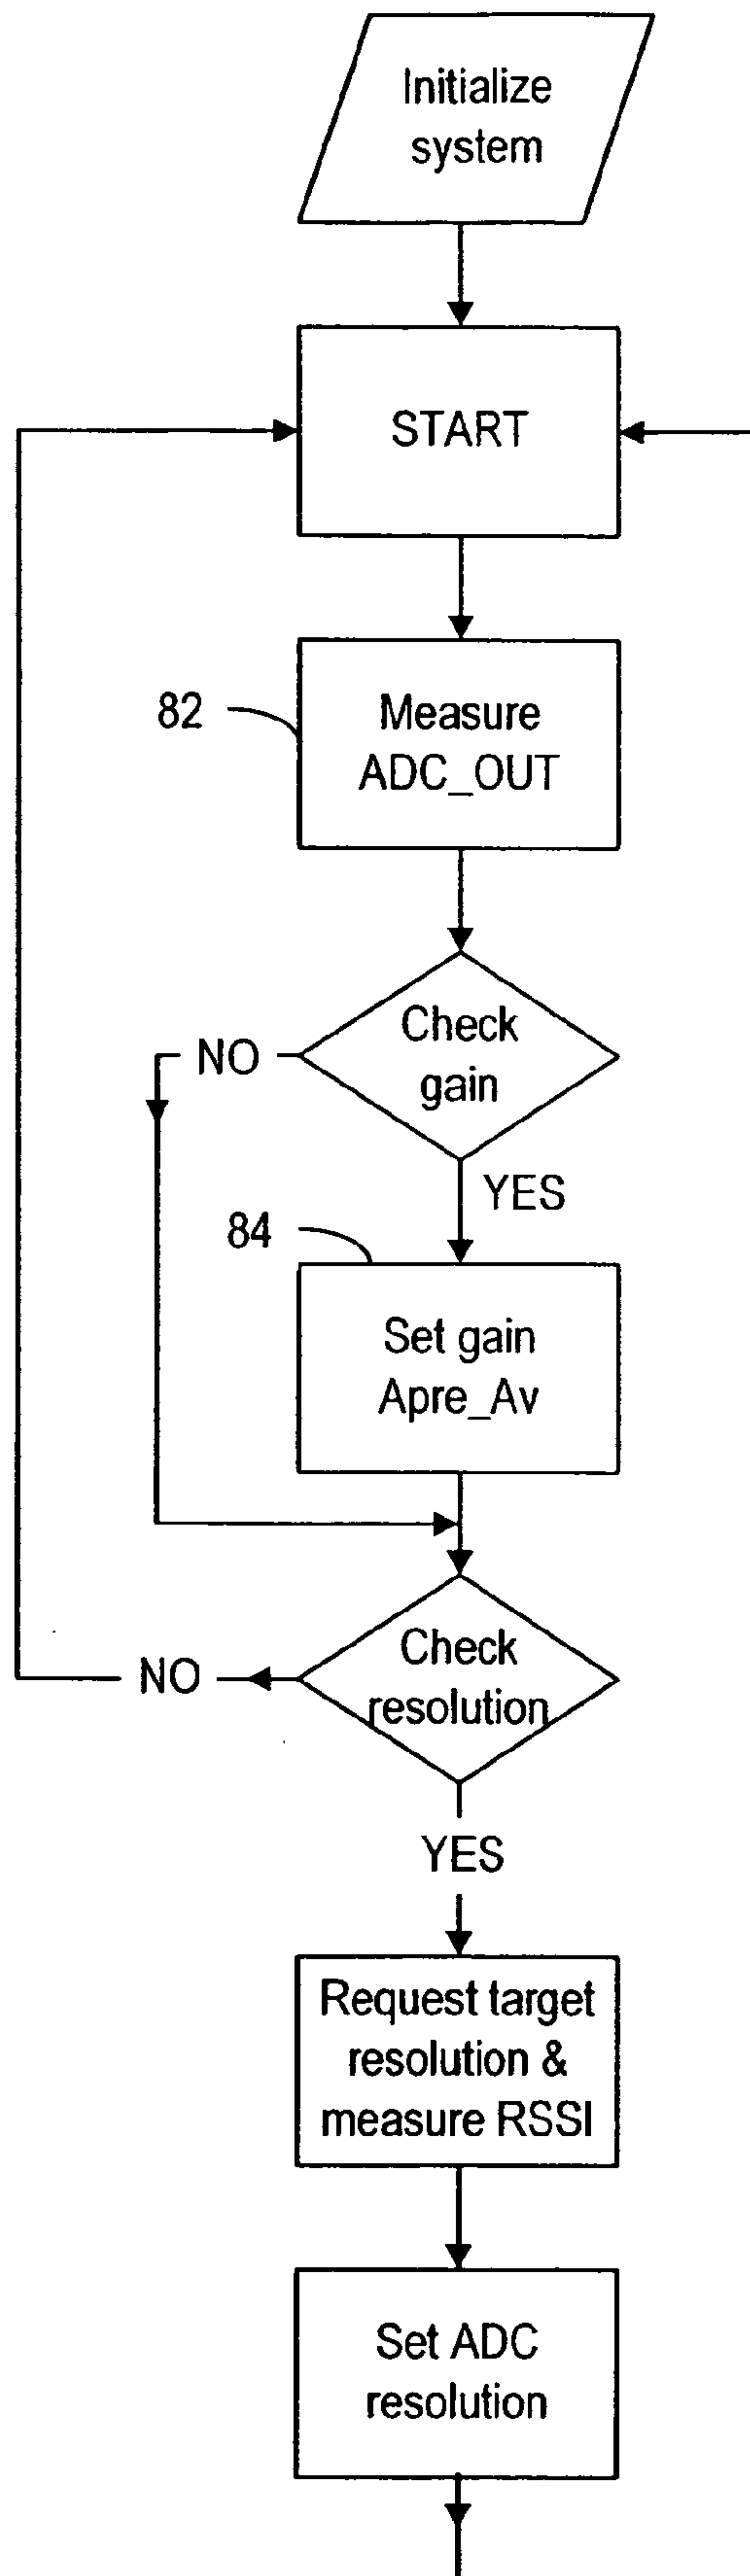 Initialize
system
START
82
Measure
ADC_OUT
Check
gain
NO
YES
84
Set gain
Apre_Av
Check
resolution
NO
YES
Request target
resolution &
measure RSSI
Set ADC
resolution